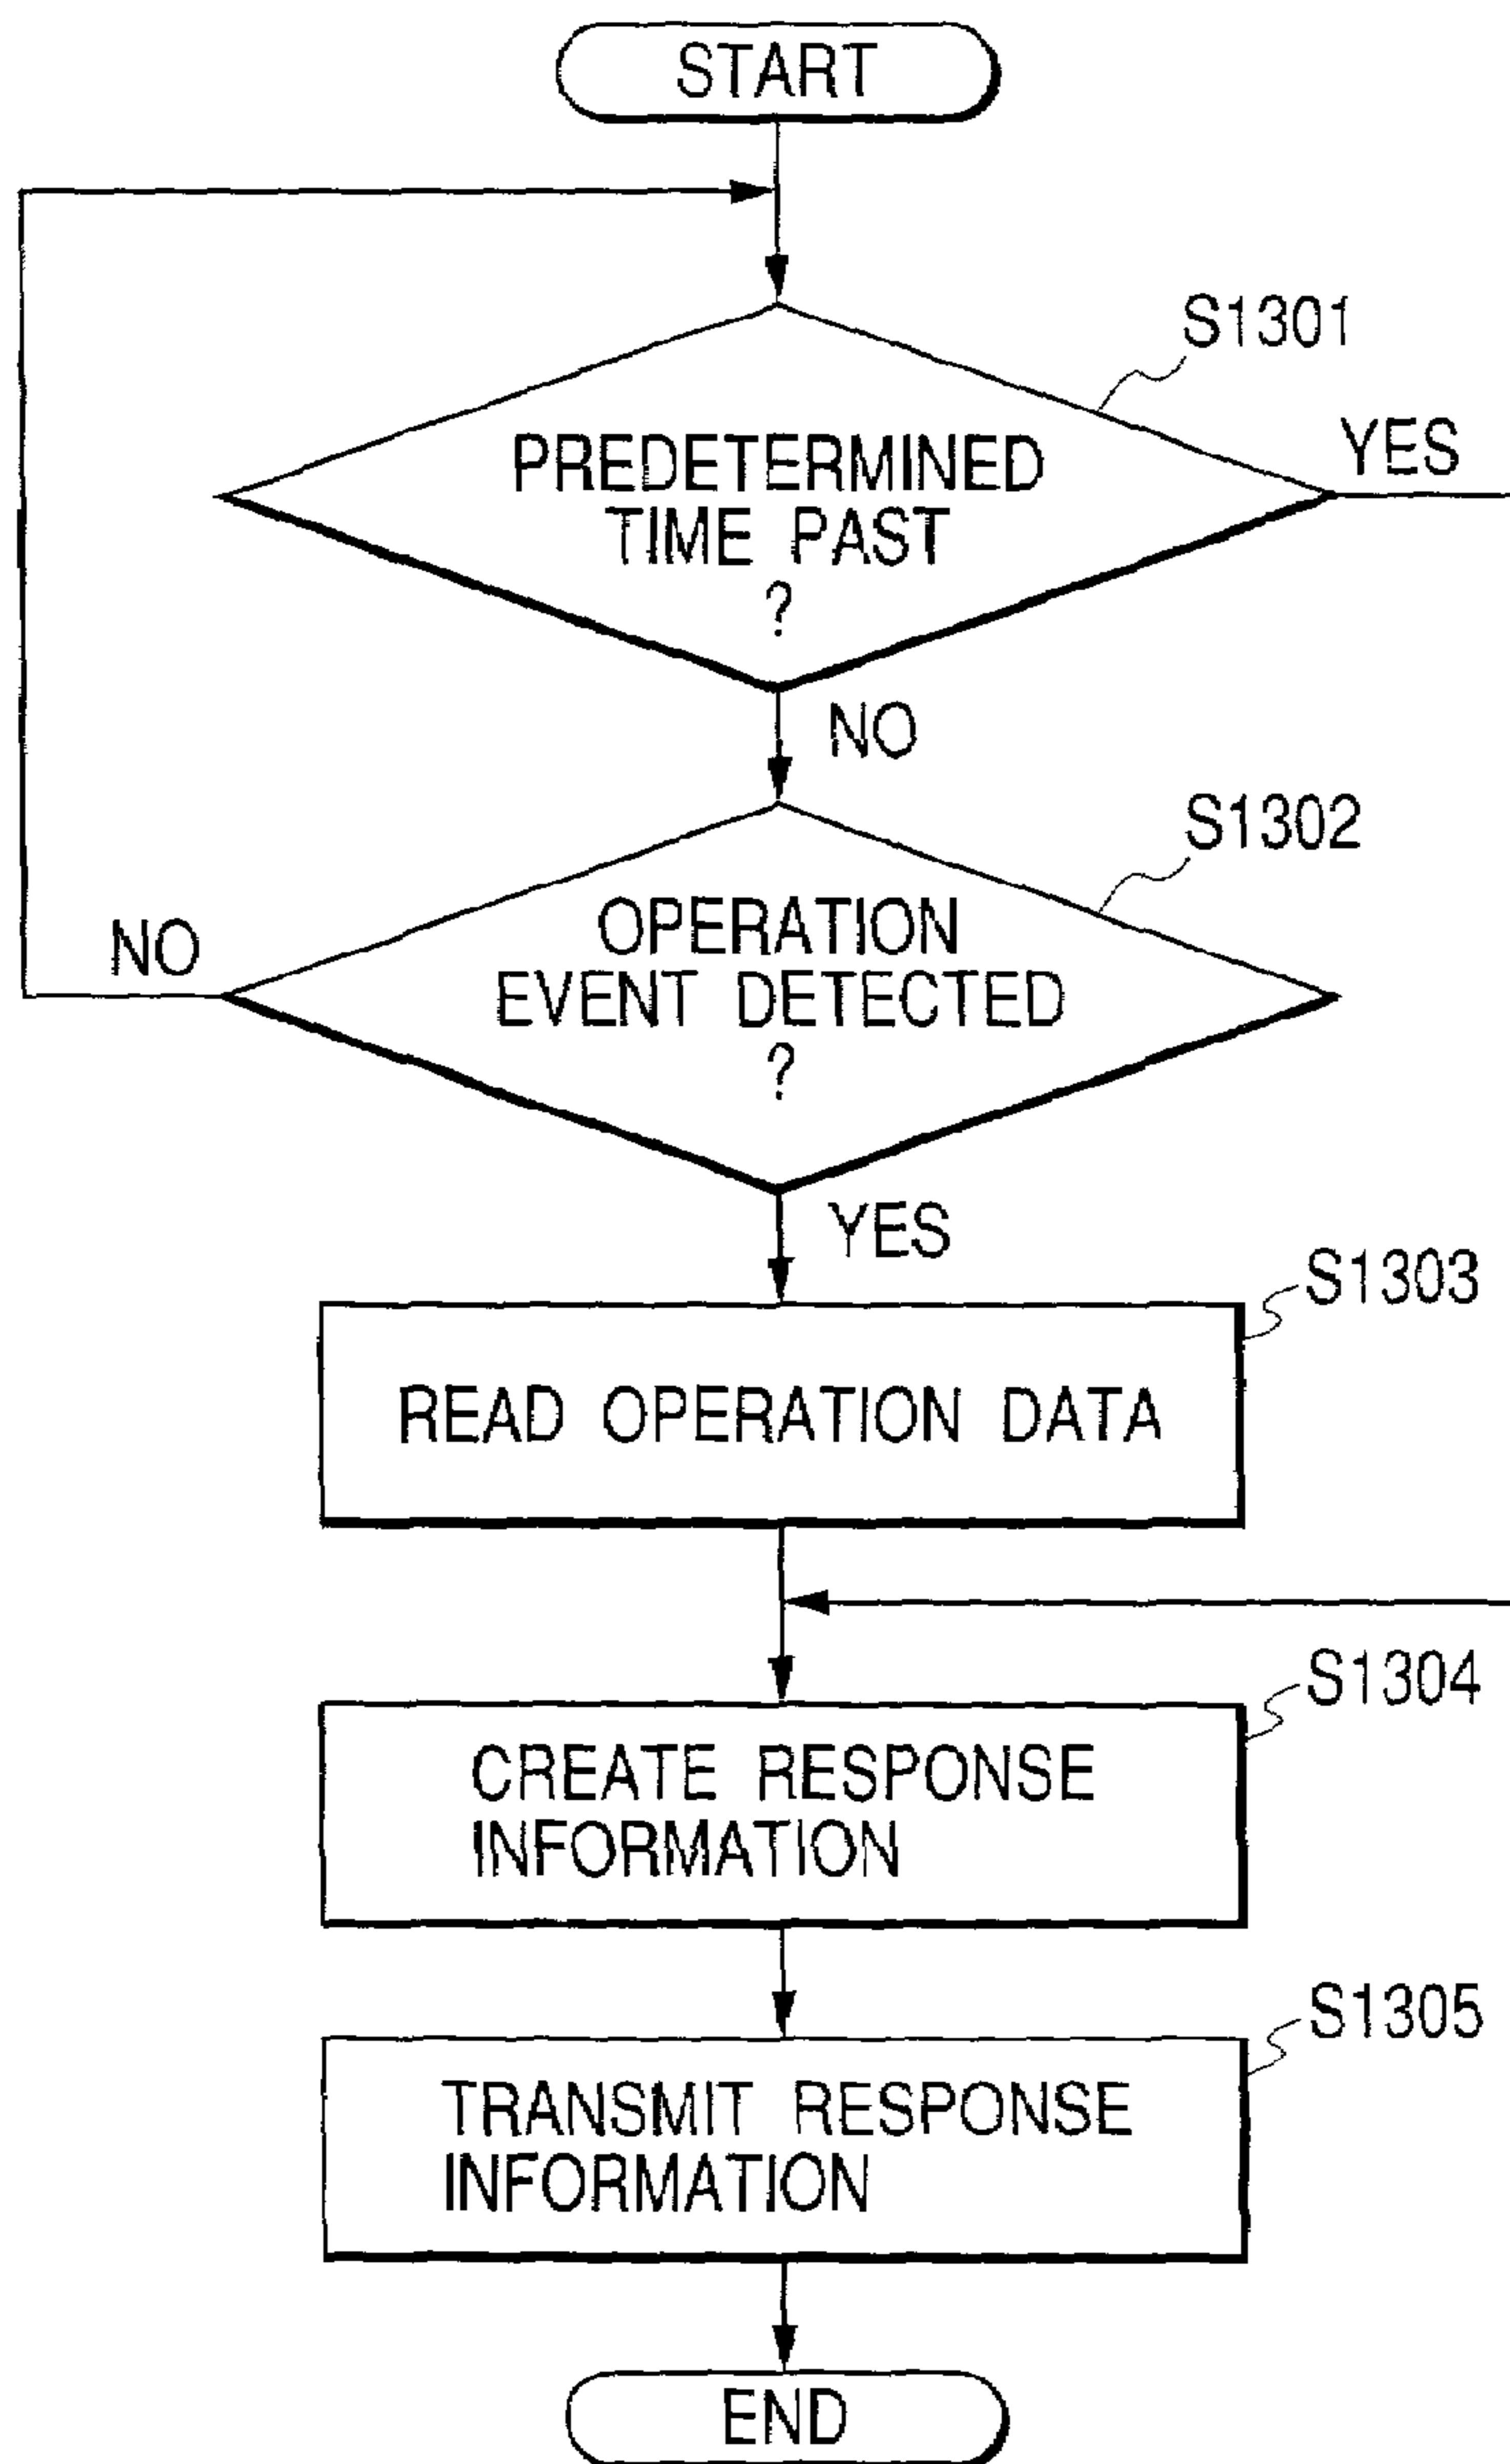 START
S1301
YES
PREDETERMINED
TIME PAST
?
NO
S1302
OPERATION
EVENT DETECTED
?
NO
YES
S1303
READ OPERATION DATA
S1304
CREATE RESPONSE
INFORMATION
S1305
TRANSMIT RESPONSE
INFORMATION
END